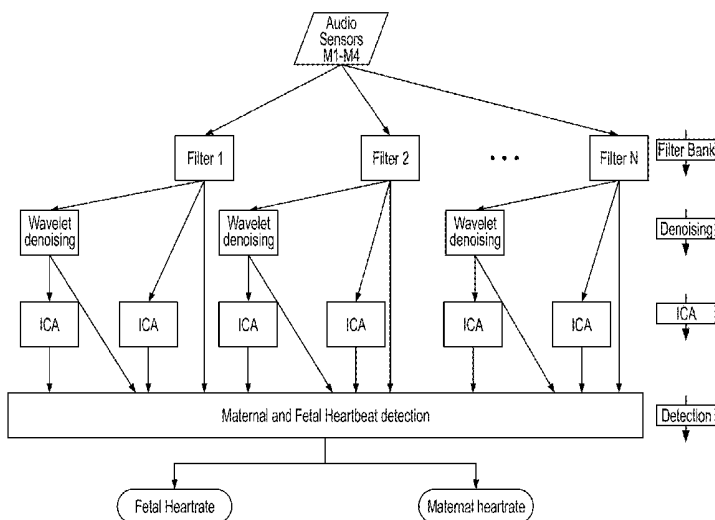 Audio
Sensors
M1-M4
Filter 1
Filter 2
• • •
Filter N
Filter Bank
Wavelet
denoising
Wavelet
denoising
Wavelet
denoising
Denoising
ICA
ICA
ICA
ICA
ICA
ICA
ICA
Maternal and Fetal Heartbeat detection
Detection
Fetal Heartrate
Maternal heartrate